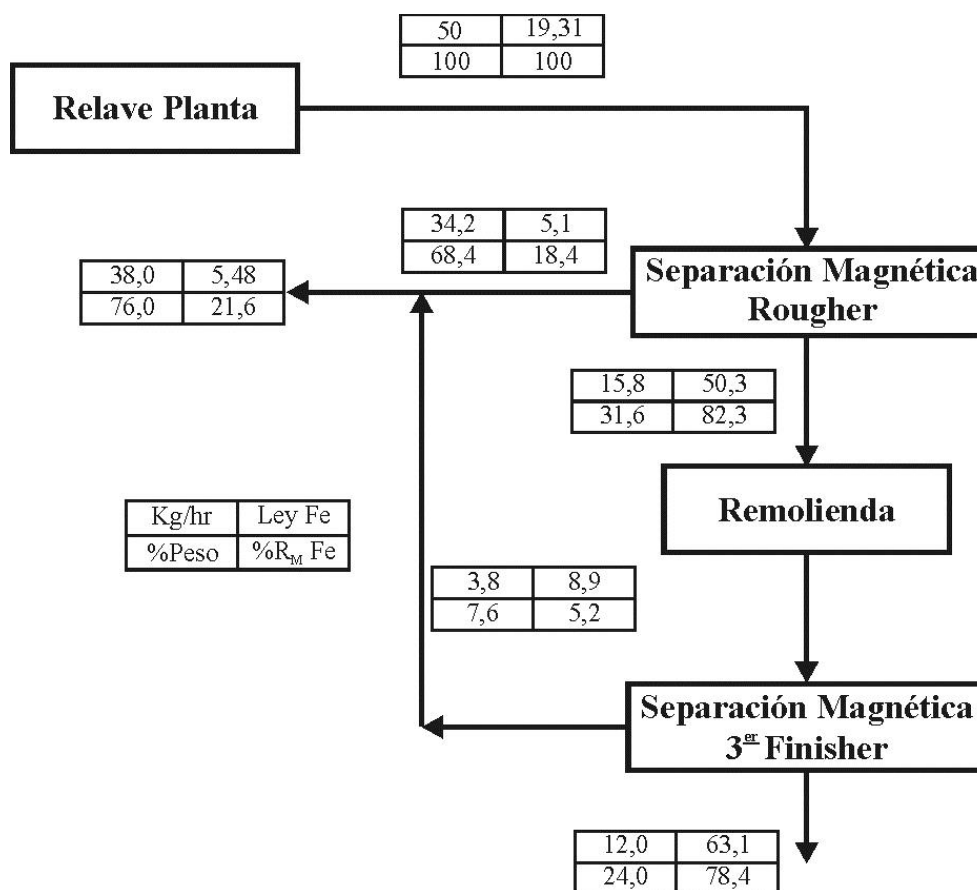 50 19,31
100 100
Relave Planta
34,2 5,1
68,4 18,4
38,0 5,48
76,0 21,6
Separación Magnética
Rougher
15,8 50,3
31,6 82,3
Remolienda
Kg/hr Ley Fe
%Peso %R_M Fe
3,8 8,9
7,6 5,2
Separación Magnética
3er Finisher
12,0 63,1
24,0 78,4